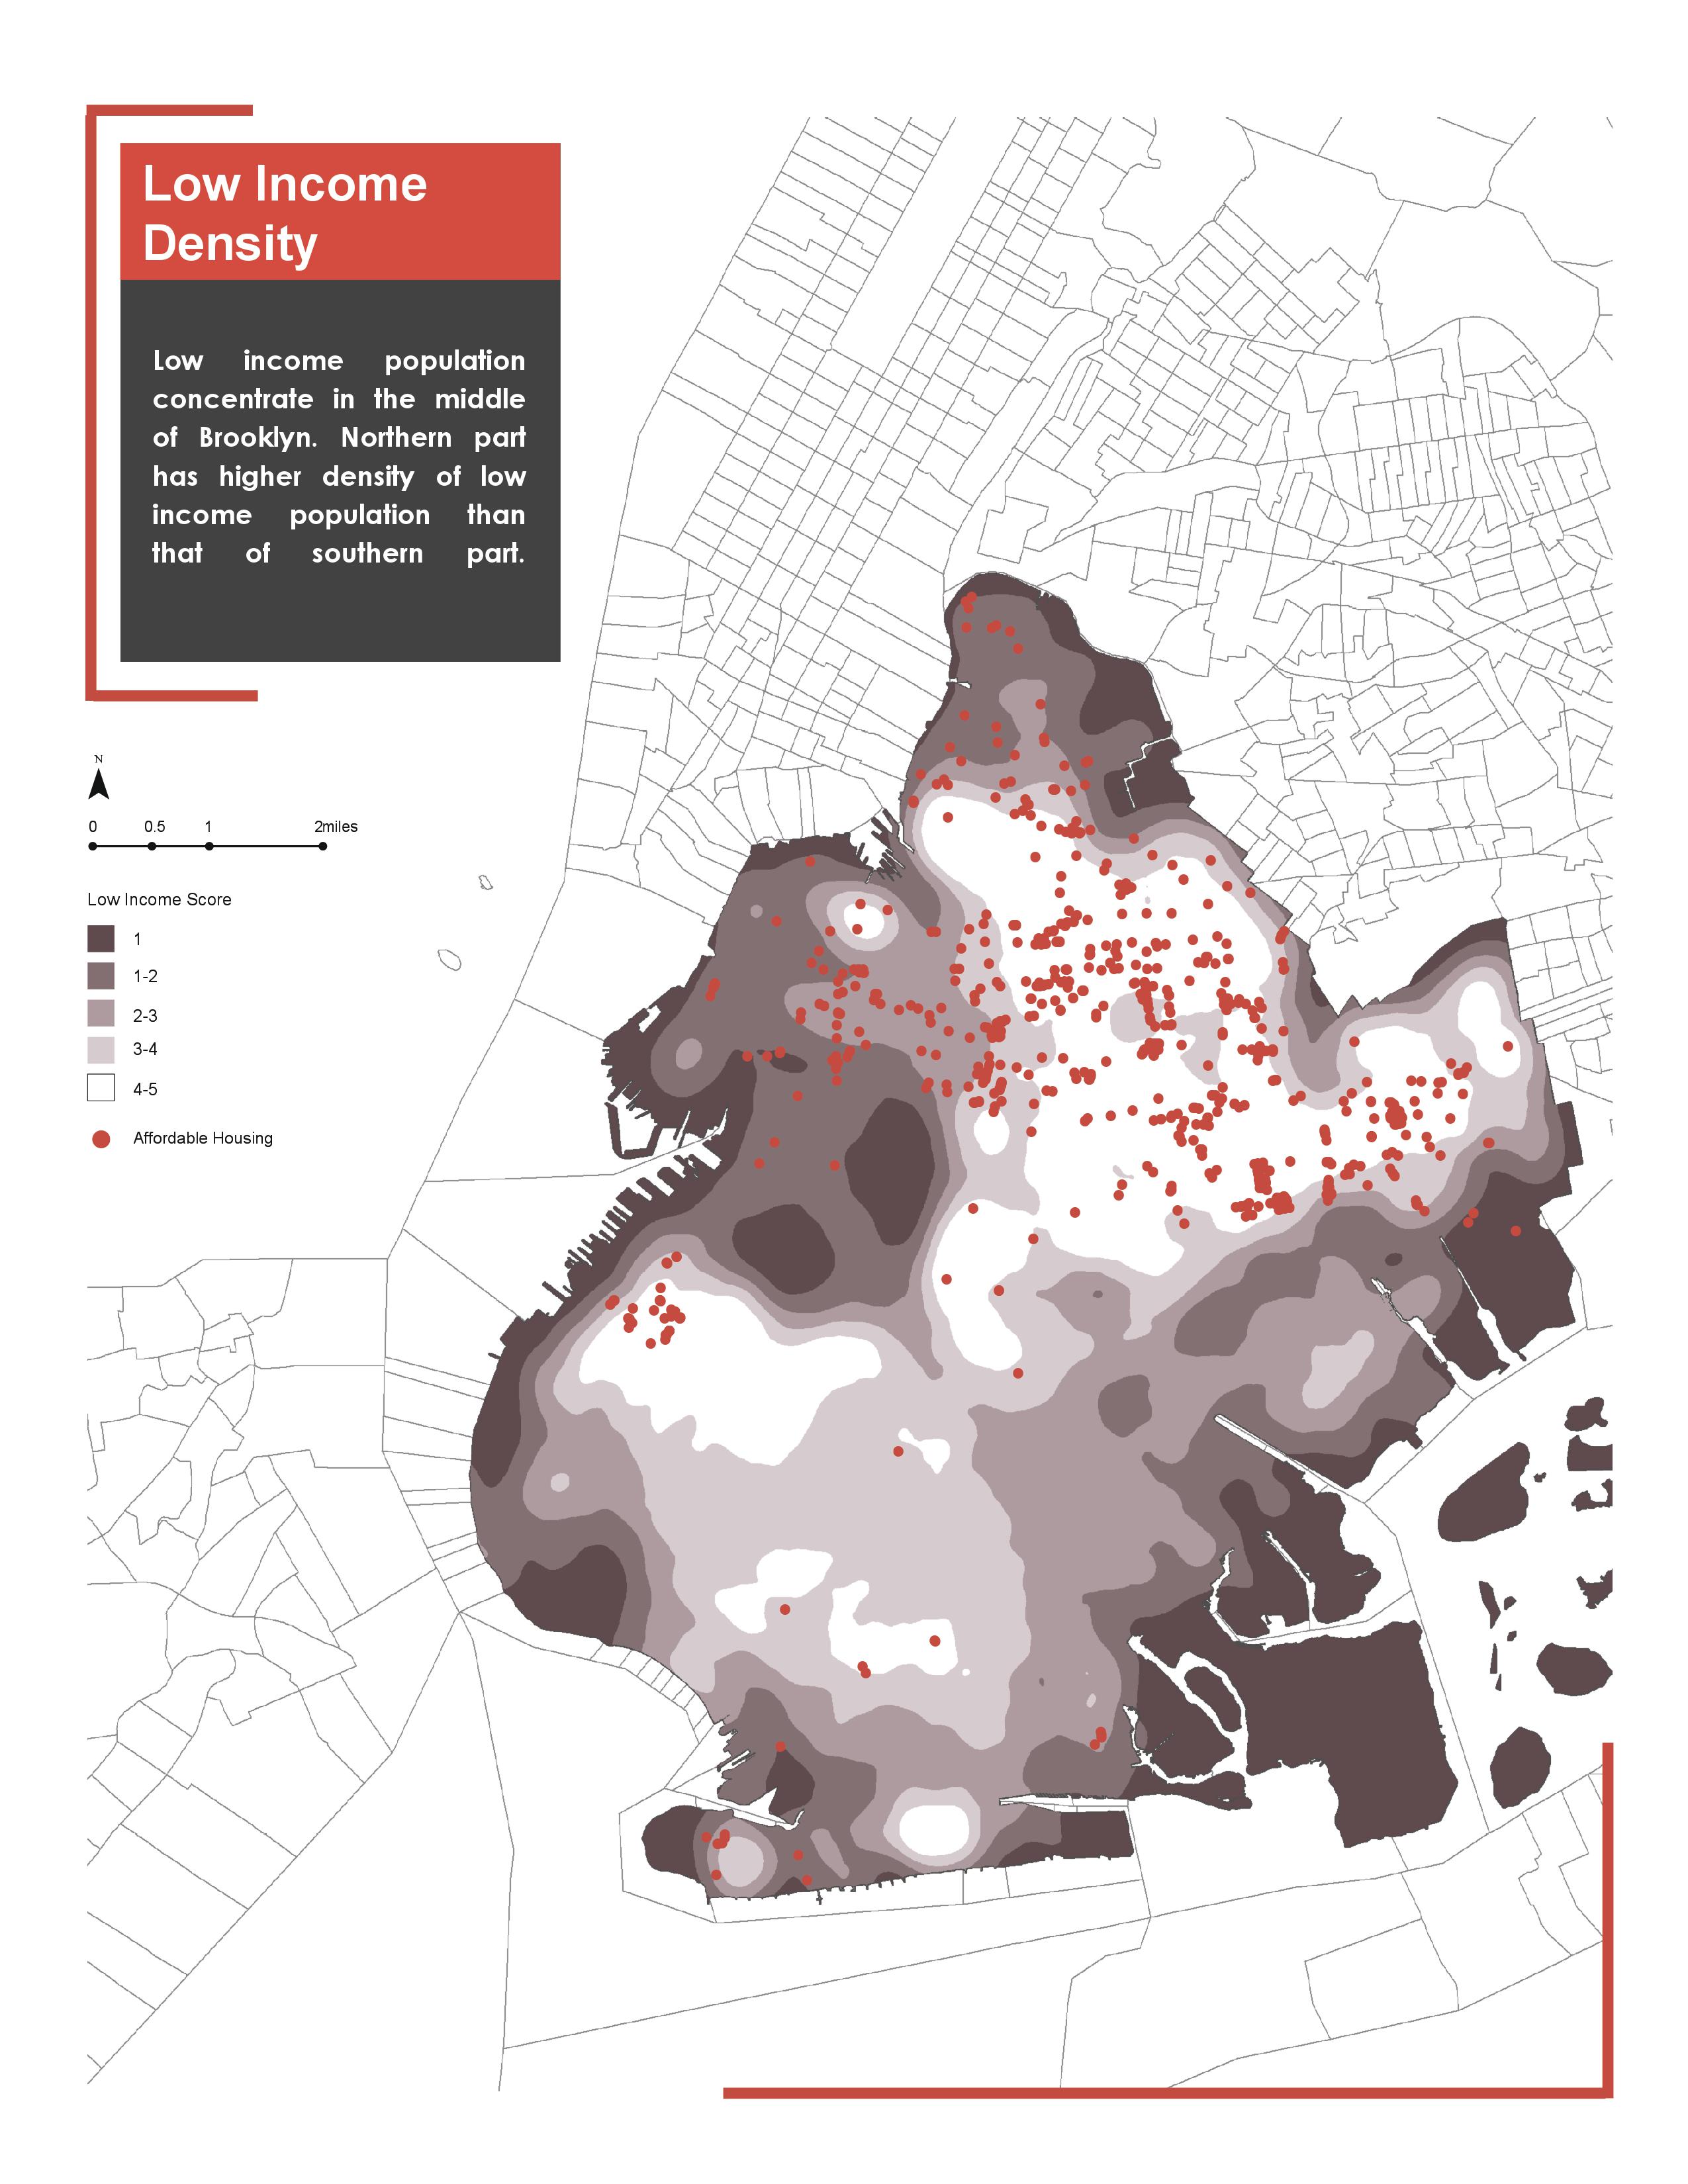 Low Income
Density
Low income population
concentrate in the middle
of Brooklyn. Northern part
has higher density of low
income population than
that of southern part.
N
0 0.5 1 2miles
Low Income Score
1
1-2
2-3
3-4
4-5
Affordable Housing